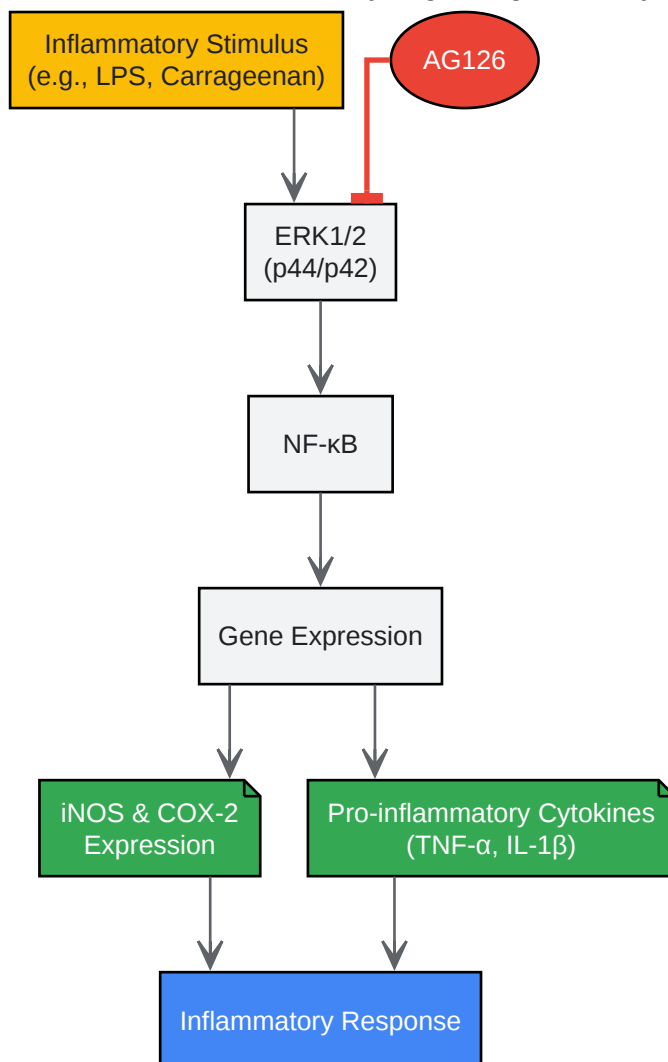 Inflammatory Stimulus
(e.g., LPS, Carrageenan)
AG126
ERK1/2
(p44/p42)
NF-κB
Gene Expression
iNOS & COX-2
Expression
Pro-inflammatory Cytokines
(TNF-α, IL-1β)
Inflammatory Response